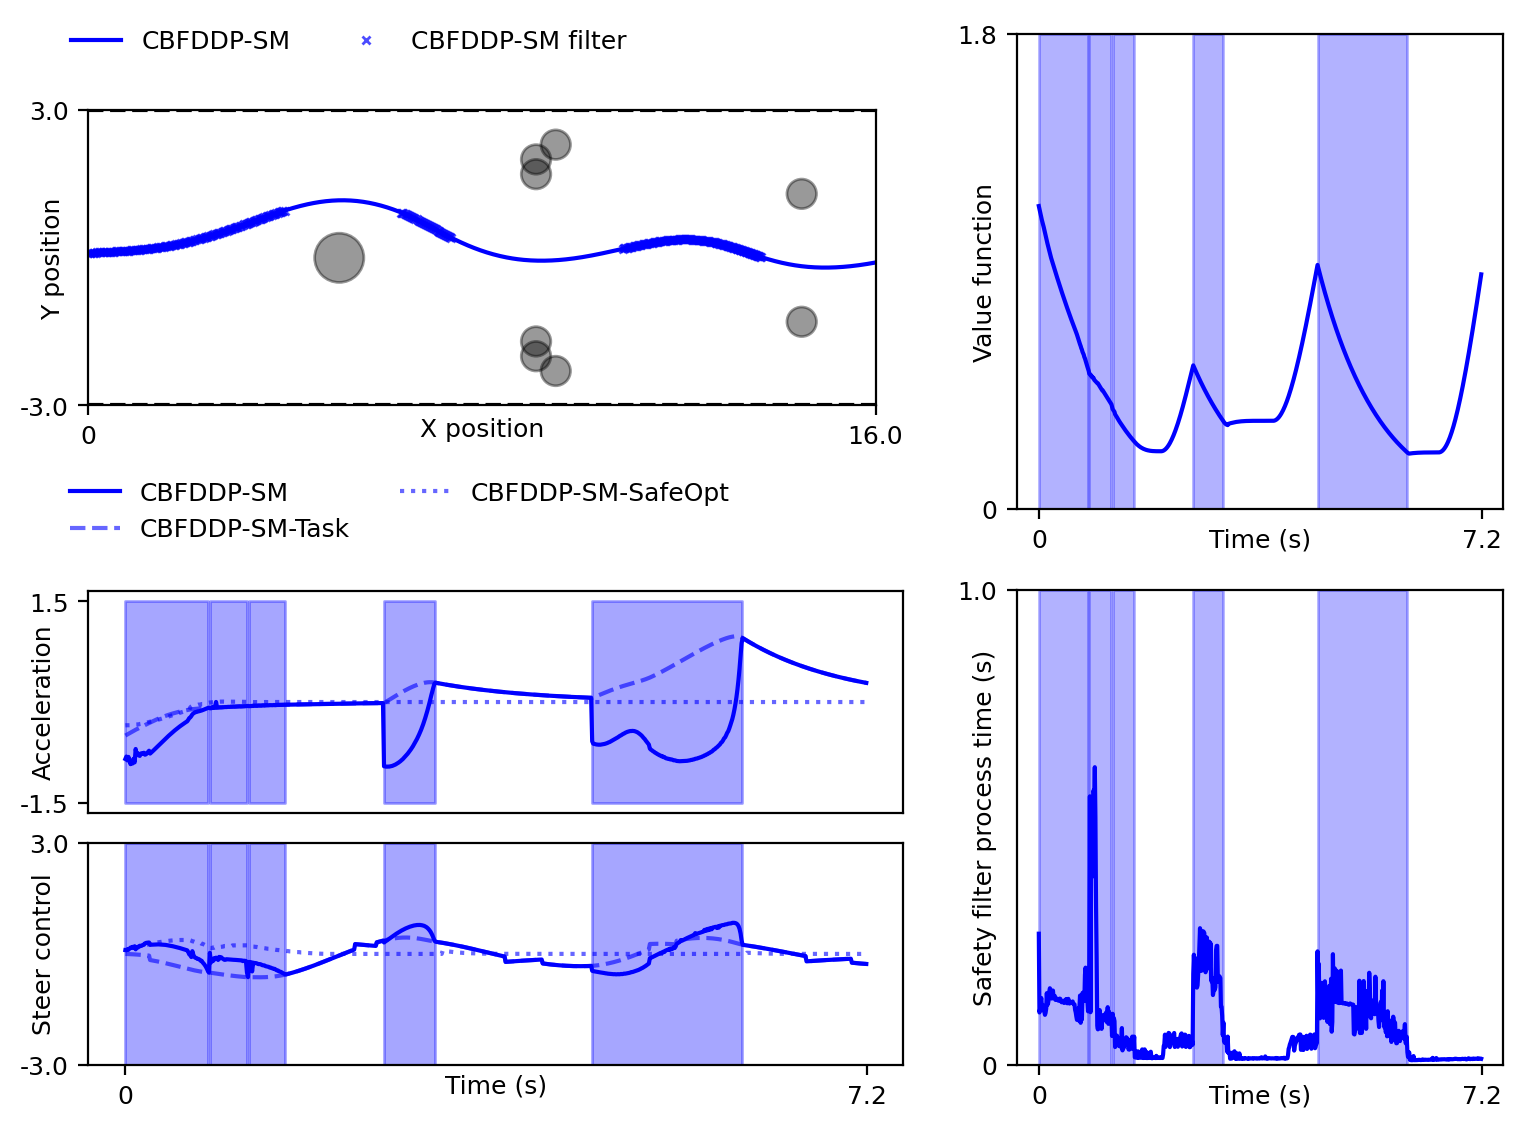 CBFDDP-SM
CBFDDP-SM filter
3.0
Y position
-3.0
0
X position
16.0
CBFDDP-SM
CBFDDP-SM-SafeOpt
CBFDDP-SM-Task
1.5
Acceleration
-1.5
3.0
Steer control
-3.0
0
Time (s)
7.2
1.8
Value function
0
0
Time (s)
7.2
1.0
Safety filter process time (s)
0
0
Time (s)
7.2